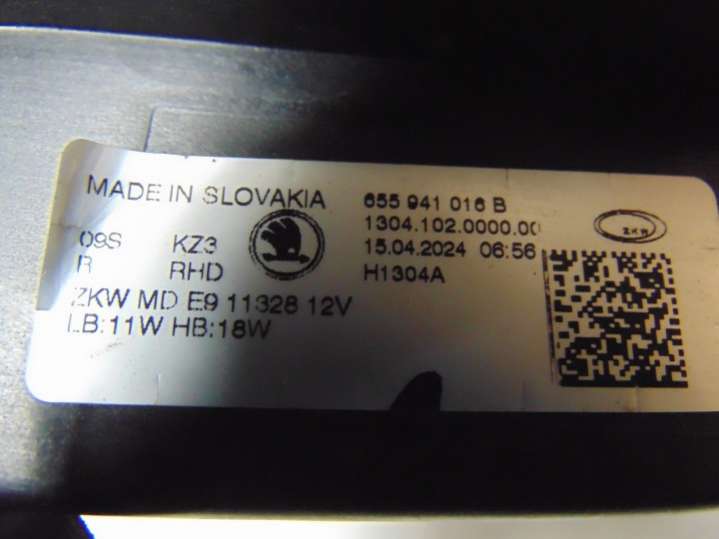 MADE IN SLOVAKIA
09S KZ3
R RHD
ZKW MD E9 11328 12V
LB:11W HB:18W
655 941 016 B
1304.102.0000.00
15.04.2024 06:56
H1304A
ZKW